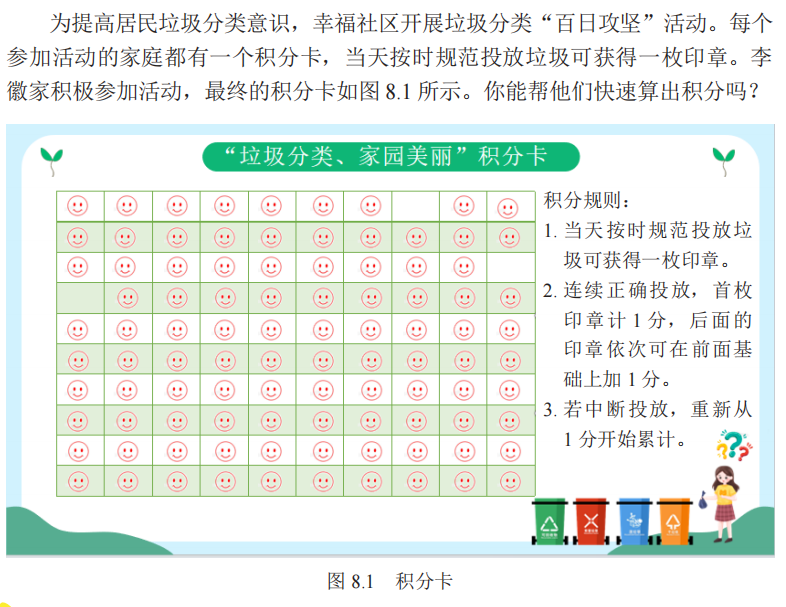 为提高居民垃圾分类意识，幸福社区开展垃圾分类“百日攻坚”活动。每个
参加活动的家庭都有一个积分卡，当天按时规范投放垃圾可获得一枚印章。李
徽家积极参加活动，最终的积分卡如图 8.1 所示。你能帮他们快速算出积分吗？
“垃圾分类、家园美丽”积分卡
积分规则：
1. 当天按时规范投放垃
圾可获得一枚印章。
2. 连续正确投放，首枚
印章计 1 分，后面的
印章依次可在前面基
础上加 1 分。
3. 若中断投放，重新从
1 分开始累计。
图 8.1 积分卡